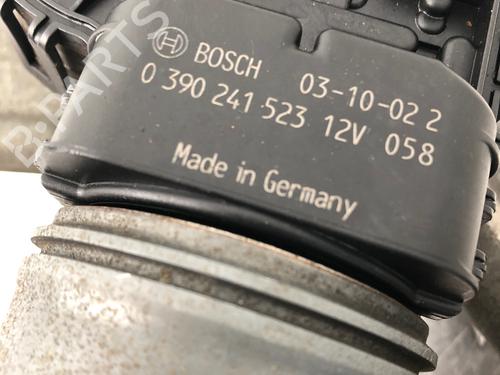 B-PARTS
BOSCH 03-10-02 2
0 390 241 523 12V 058
Made in Germany